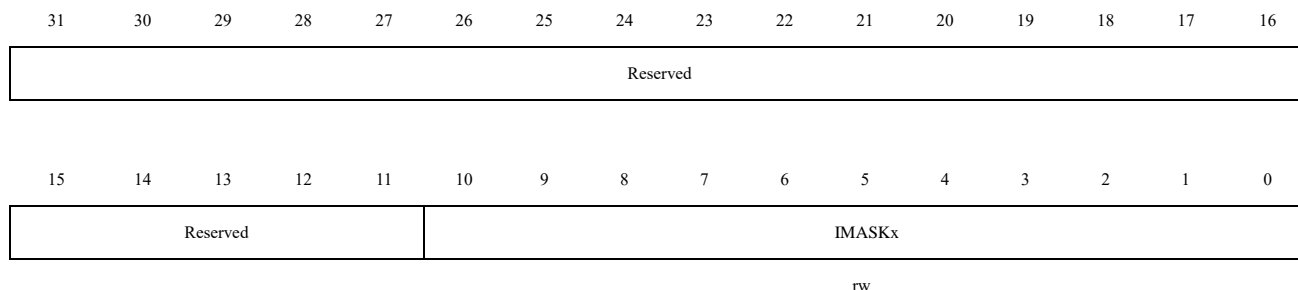 31 30 29 28 27 26 25 24 23 22 21 20 19 18 17 16
Reserved
15 14 13 12 11 10 9 8 7 6 5 4 3 2 1 0
Reserved IMASKx
rw